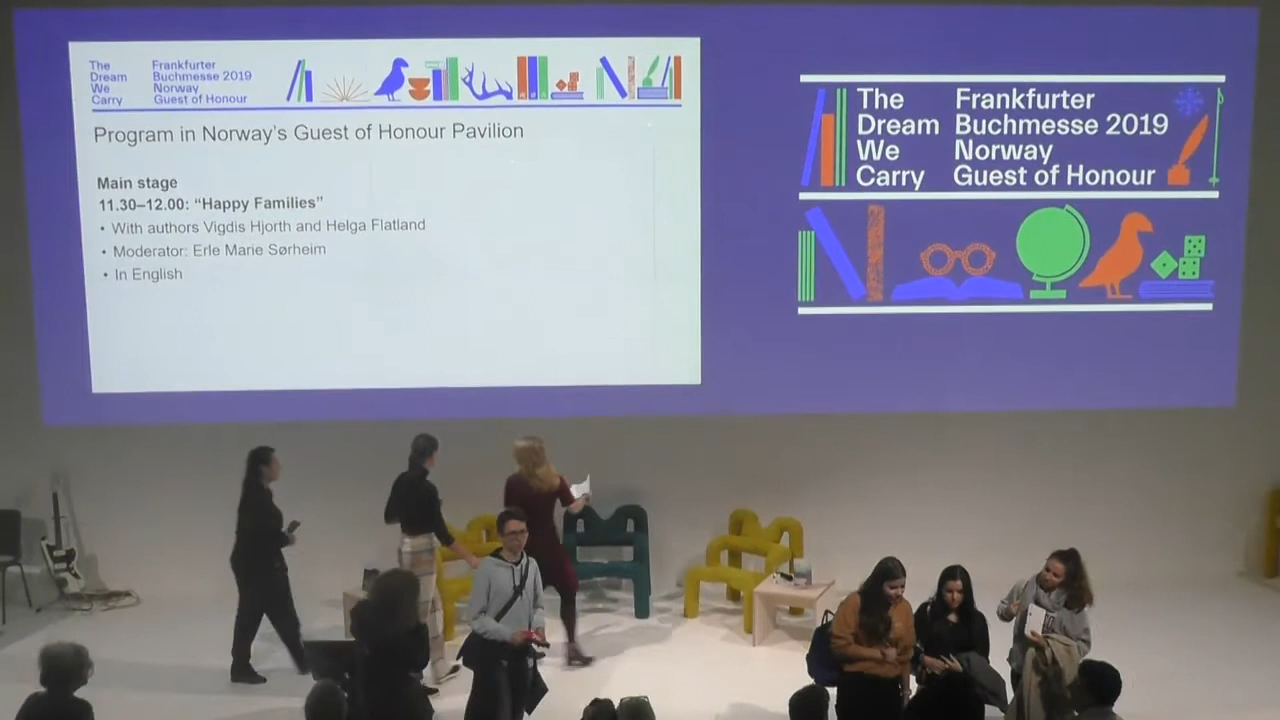 The
Dream
We
Carry
Frankfurter
Buchmesse 2019
Norway
Guest of Honour
Program in Norway's Guest of Honour Pavilion
Main stage
11.30–12.00: “Happy Families”
• With authors Vigdis Hjorth and Helga Flatland
• Moderator: Erle Marie Sørheim
• In English
The
Dream
We
Carry
Frankfurter
Buchmesse 2019
Norway
Guest of Honour